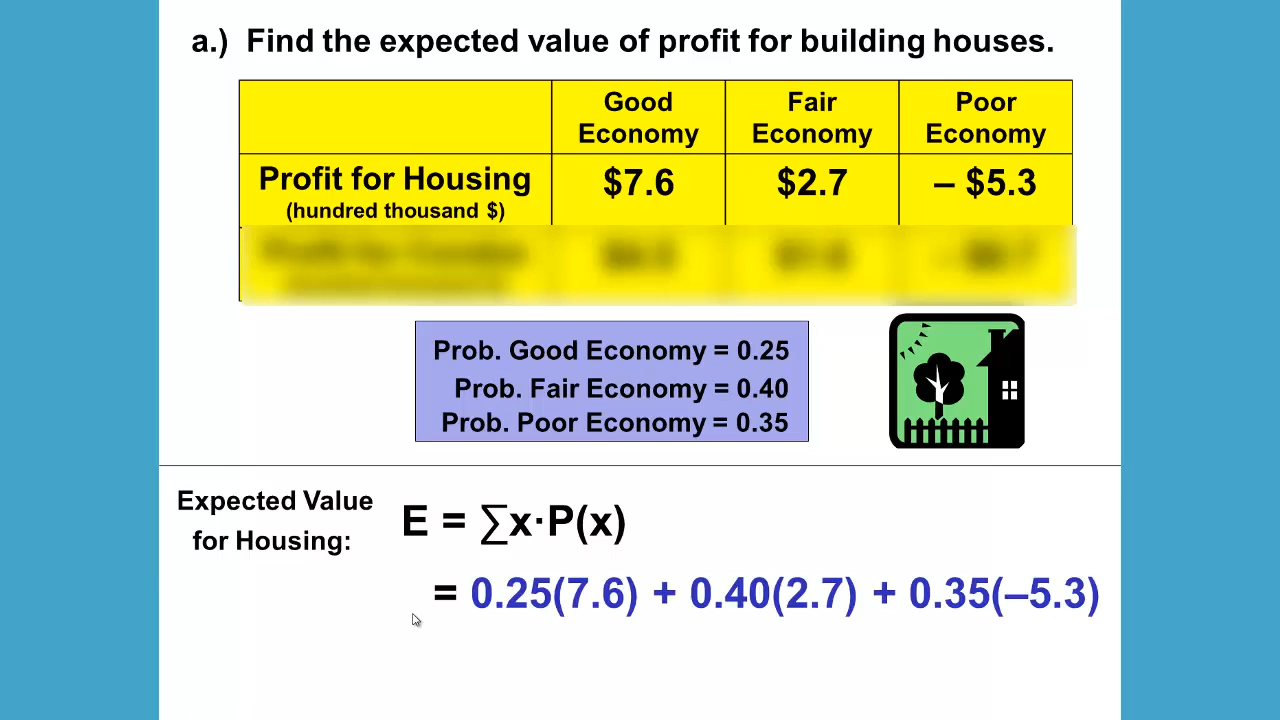 a.) Find the expected value of profit for building houses.
Good Economy
Fair Economy
Poor Economy
Profit for Housing
(hundred thousand $)
$7.6
$2.7
– $5.3
Prob. Good Economy = 0.25
Prob. Fair Economy = 0.40
Prob. Poor Economy = 0.35
Expected Value
for Housing:
E = ∑x·P(x)
= 0.25(7.6) + 0.40(2.7) + 0.35(–5.3)